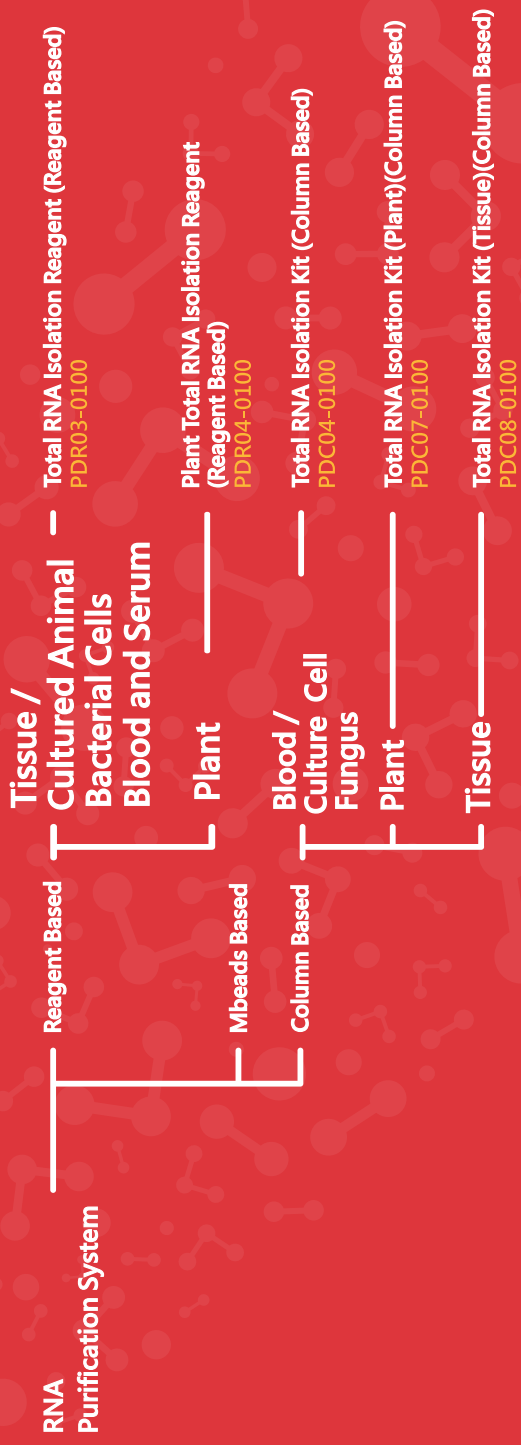 RNA
Purification System
Reagent Based
Tissue /
Cultured Animal
Bacterial Cells
Blood and Serum
Total RNA Isolation Reagent (Reagent Based)
PDR03-0100
Plant
Plant Total RNA Isolation Reagent
(Reagent Based)
PDR04-0100
Mbeads Based
Column Based
Blood /
Culture Cell
Fungus
Total RNA Isolation Kit (Column Based)
PDC04-0100
Plant
Total RNA Isolation Kit (Plant)(Column Based)
PDC07-0100
Tissue
Total RNA Isolation Kit (Tissue)(Column Based)
PDC08-0100